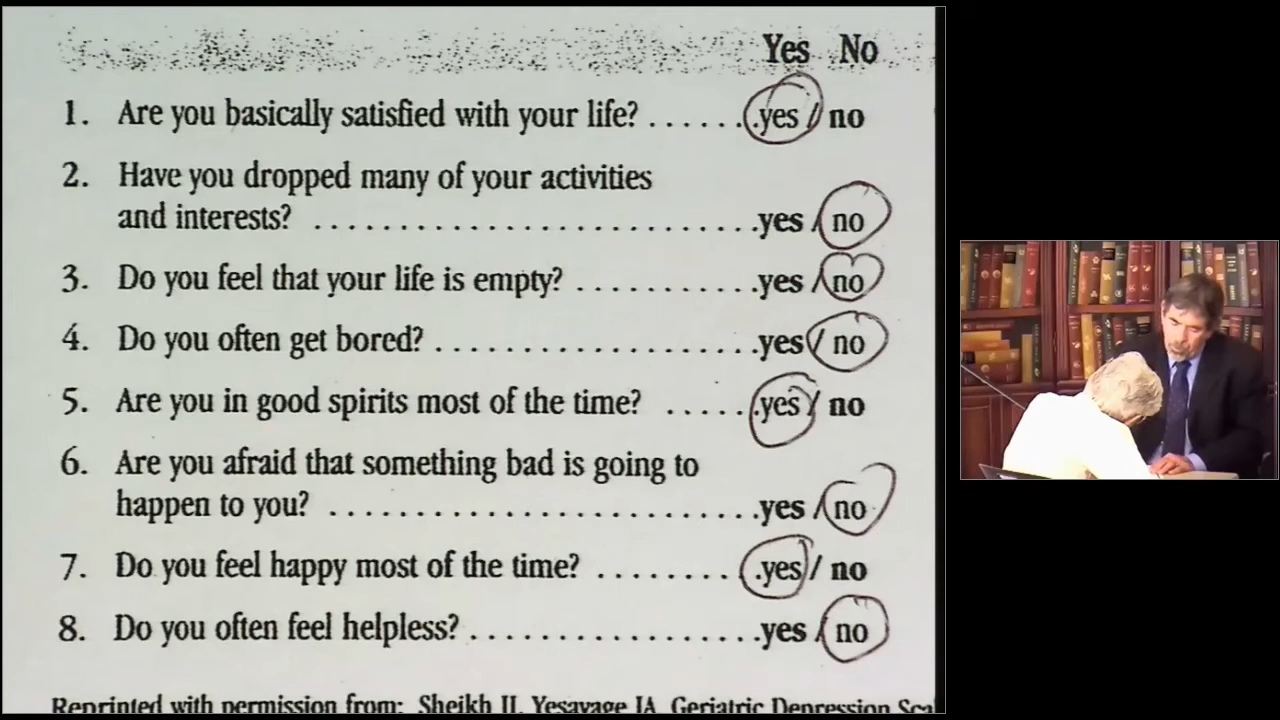 Yes No
1. Are you basically satisfied with your life? . . . . . . .yes / no
2. Have you dropped many of your activities
and interests? . . . . . . . . . . . . . . . . . . . . . . . . . . .yes / no
3. Do you feel that your life is empty? . . . . . . . . . . .yes / no
4. Do you often get bored? . . . . . . . . . . . . . . . . . . . .yes / no
5. Are you in good spirits most of the time? . . . . . .yes / no
6. Are you afraid that something bad is going to
happen to you? . . . . . . . . . . . . . . . . . . . . . . . . . .yes / no
7. Do you feel happy most of the time? . . . . . . . . .yes / no
8. Do you often feel helpless? . . . . . . . . . . . . . . . . . .yes / no
Reprinted with permission from: Sheikh JI, Yesavage JA. Geriatric Depression